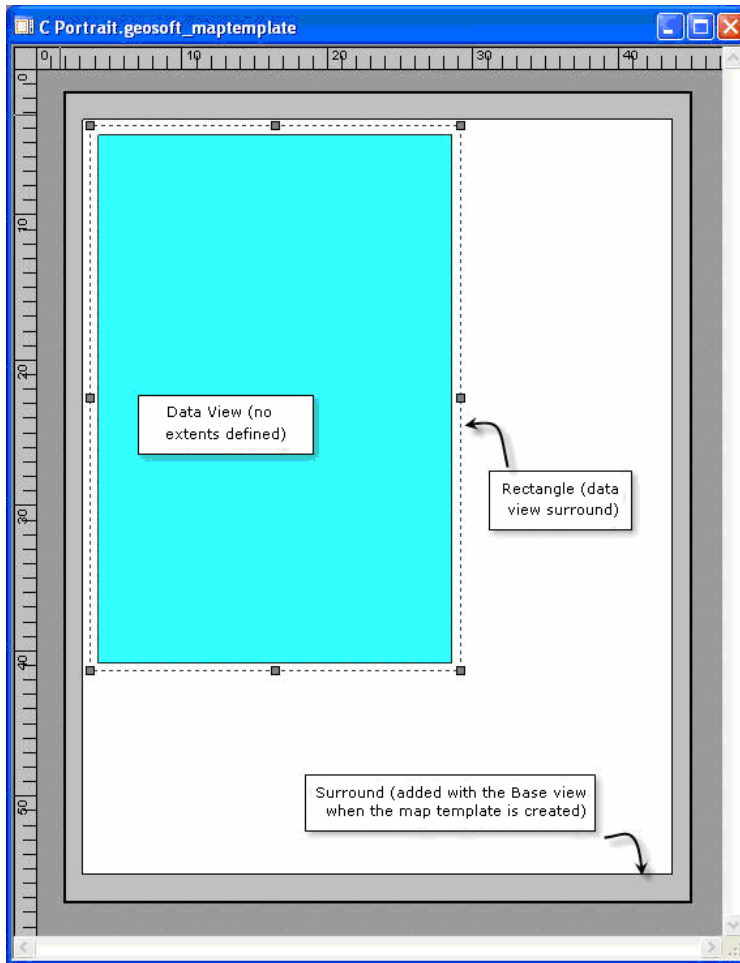 C Portrait.geosoft_maptemplate
0 10 20 30 40
0
10
20
30
40
50
Data View (no
extents defined)
Rectangle (data
view surround)
Surround (added with the Base view
when the map template is created)